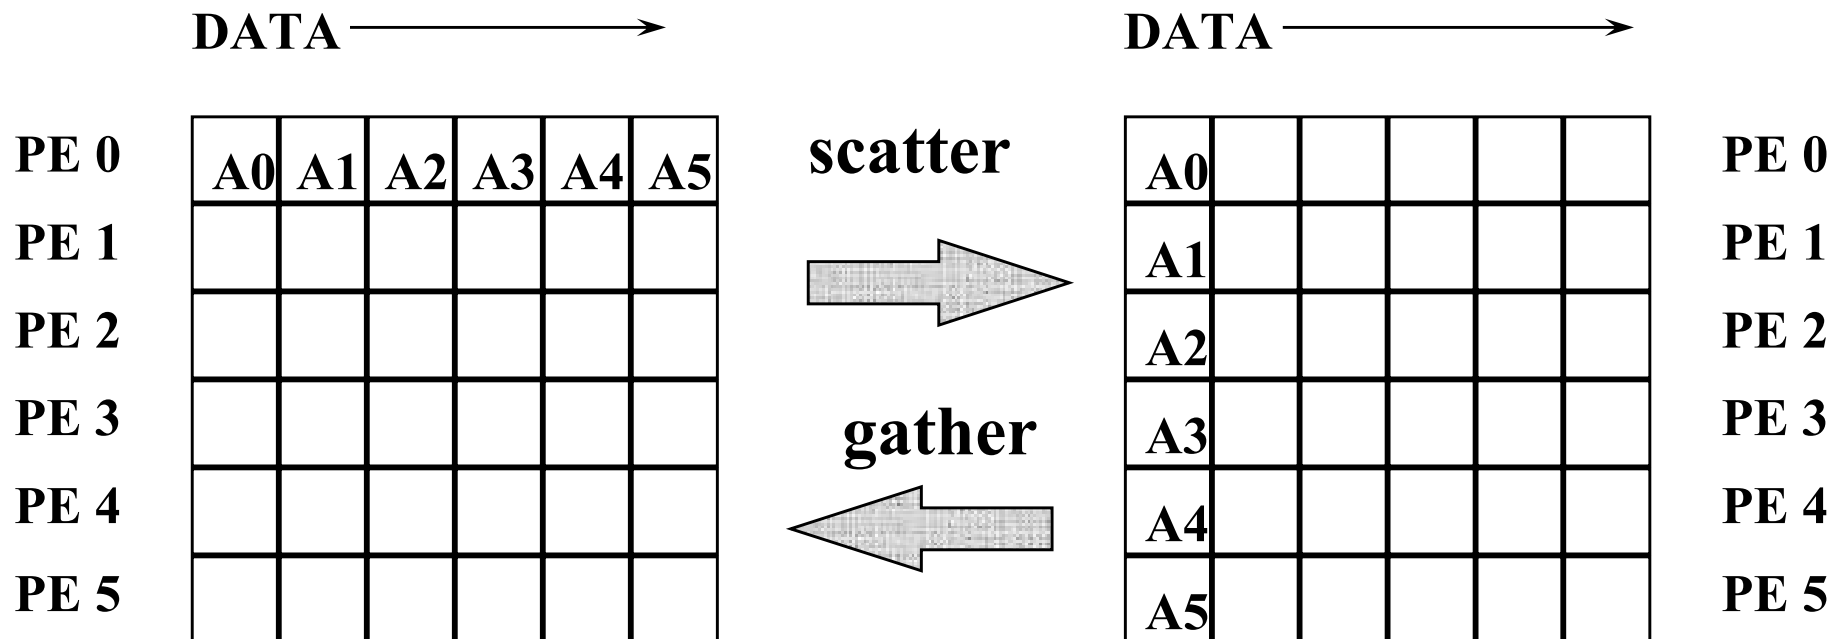 DATA DATA
PE 0 A0 A1 A2 A3 A4 A5 scatter A0 PE 0
PE 1 A1 PE 1
PE 2 A2 PE 2
PE 3 gather A3 PE 3
PE 4 A4 PE 4
PE 5 A5 PE 5